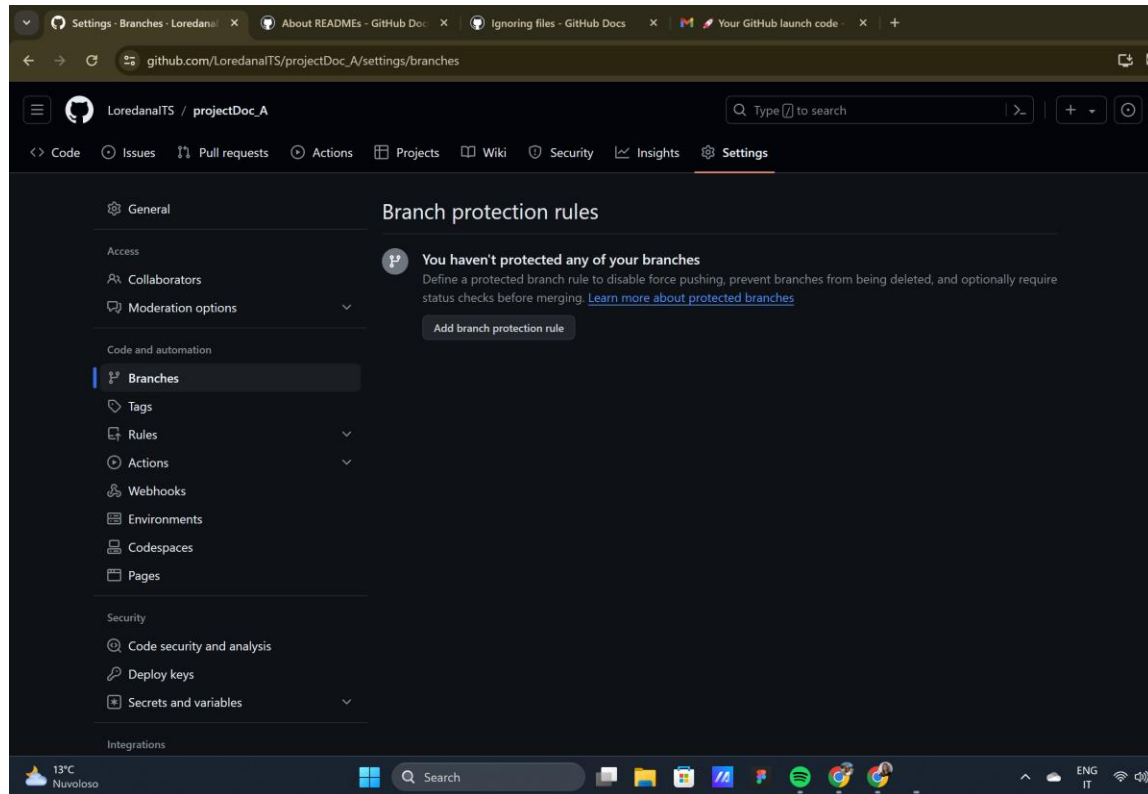 Settings · Branches · Loredanal
About READMEs - GitHub Doc
Ignoring files - GitHub Docs
Your GitHub launch code -
github.com/LoredanaITS/projectDoc_A/settings/branches
LoredanaITS / projectDoc_A
Type / to search
<> Code
Issues
Pull requests
Actions
Projects
Wiki
Security
Insights
Settings
General
Access
Collaborators
Moderation options
Code and automation
Branches
Tags
Rules
Actions
Webhooks
Environments
Codespaces
Pages
Security
Code security and analysis
Deploy keys
Secrets and variables
Integrations
Branch protection rules
You haven't protected any of your branches
Define a protected branch rule to disable force pushing, prevent branches from being deleted, and optionally require
status checks before merging. Learn more about protected branches
Add branch protection rule
13°C
Nuvoloso
Search
ENG
IT